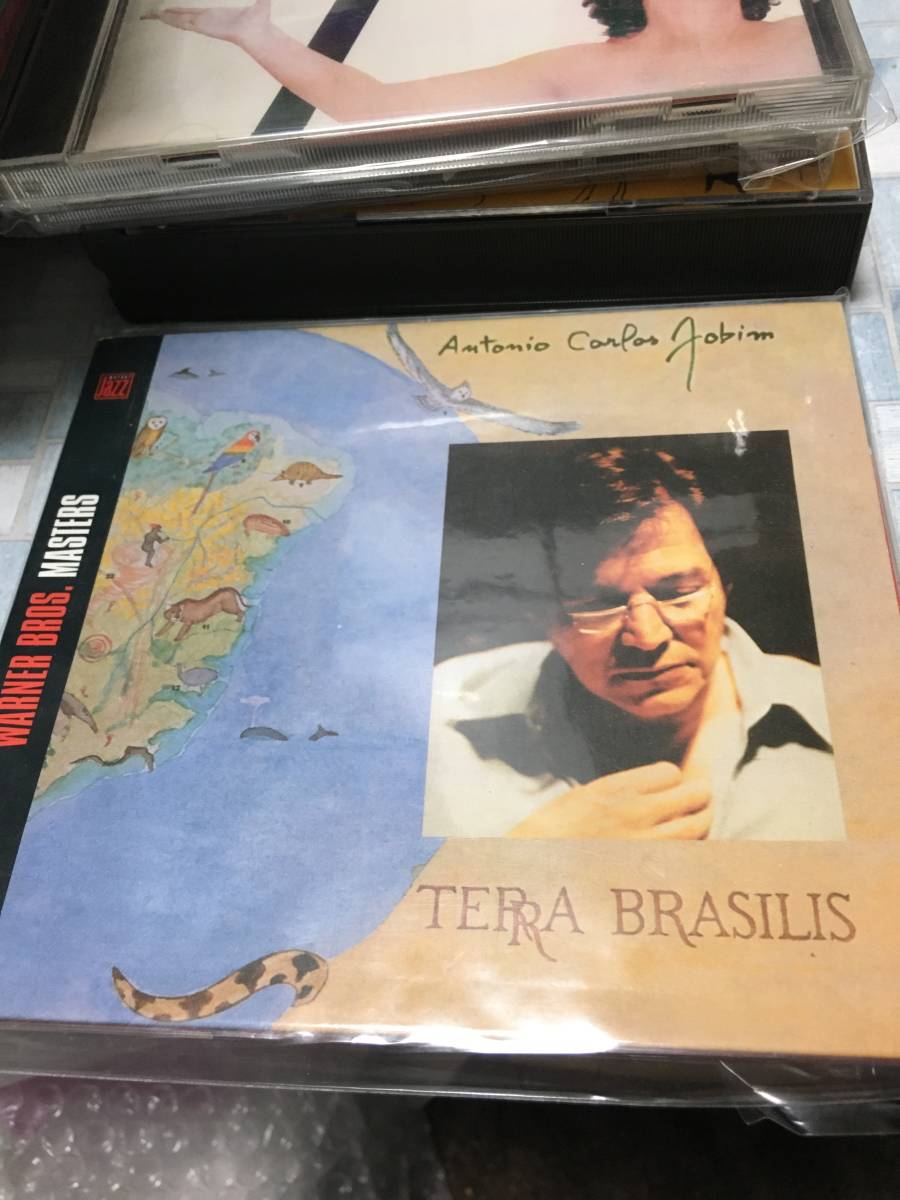 Antonio Carlos Jobim
Jazz
WARNER BROS. MASTERS
TERRA BRASILIS